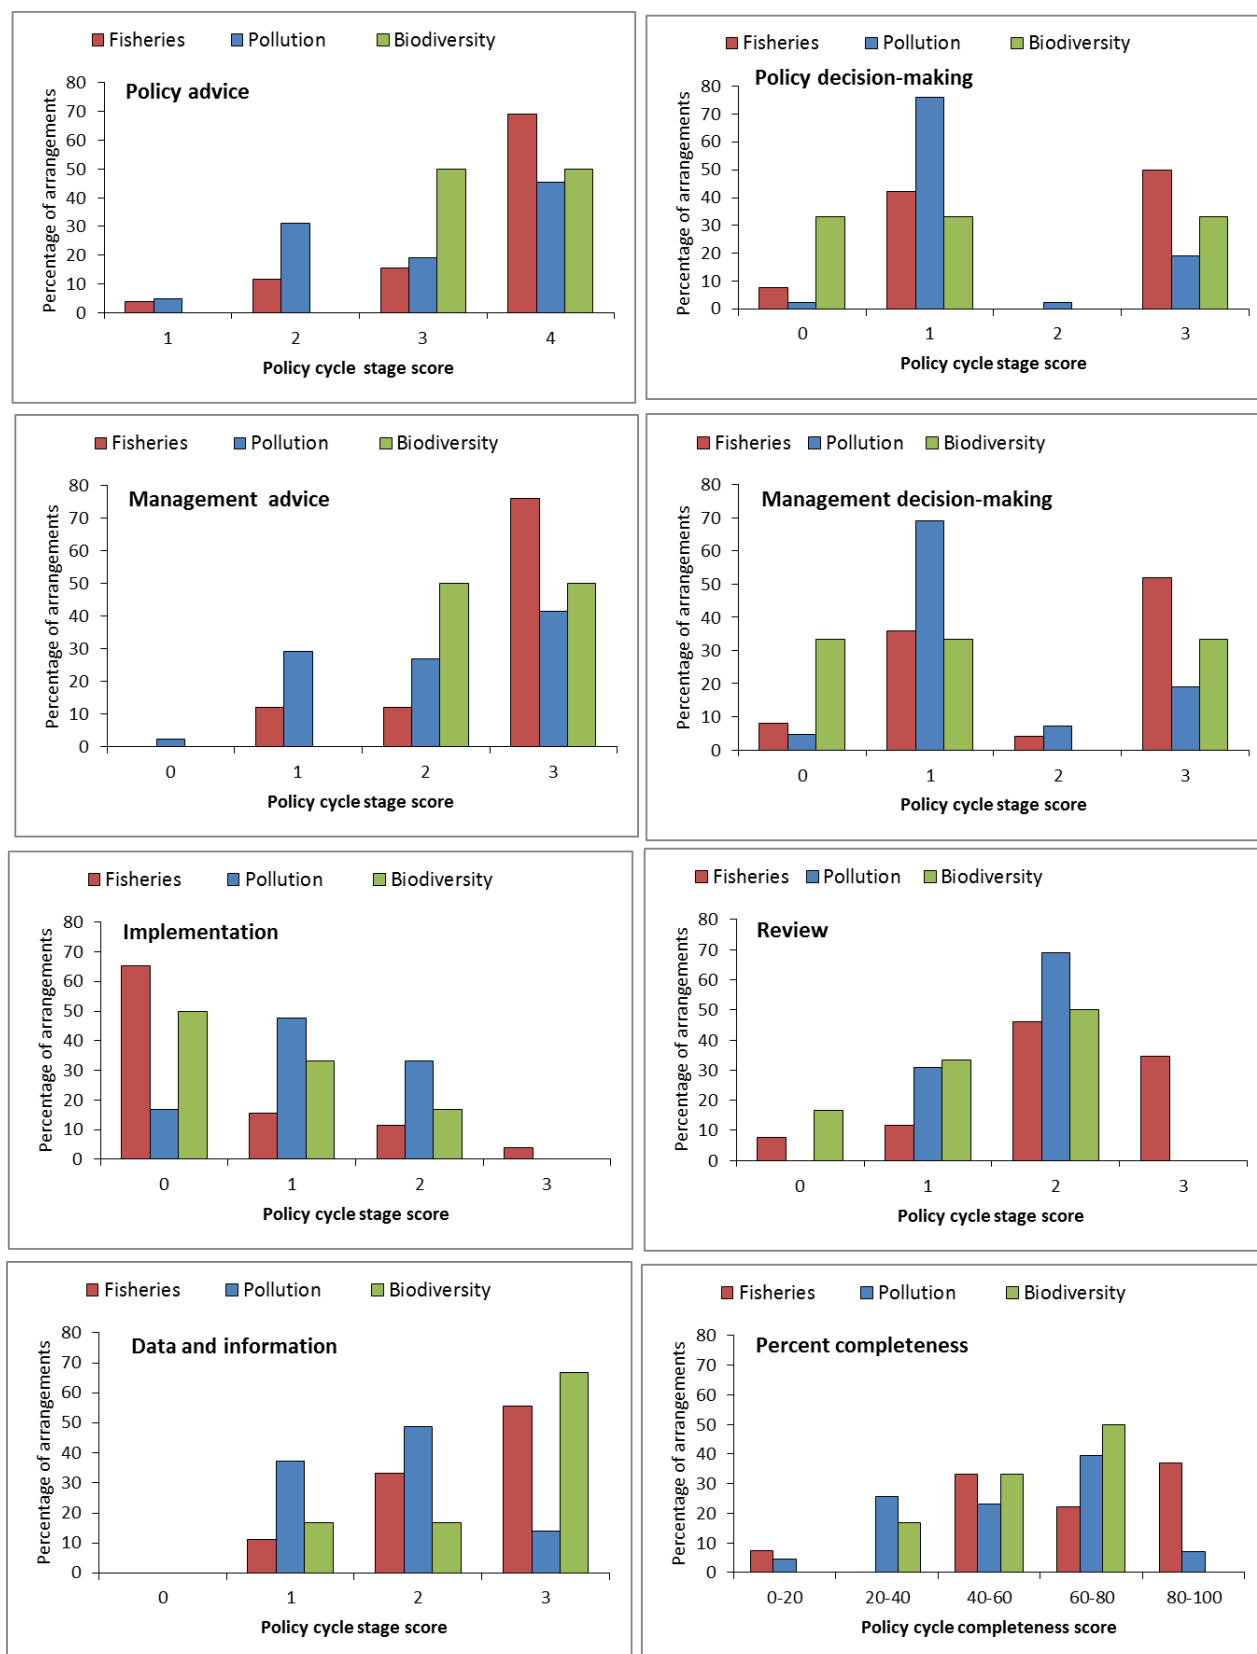 Fisheries Pollution Biodiversity
Policy advice
Percentage of arrangements
80
70
60
50
40
30
20
10
0
1 2 3 4
Policy cycle stage score
Fisheries Pollution Biodiversity
Policy decision-making
Percentage of arrangements
80
70
60
50
40
30
20
10
0
0 1 2 3
Policy cycle stage score
Fisheries Pollution Biodiversity
Management advice
Percentage of arrangements
80
70
60
50
40
30
20
10
0
0 1 2 3
Policy cycle stage score
Fisheries Pollution Biodiversity
Management decision-making
Percentage of arrangements
80
70
60
50
40
30
20
10
0
0 1 2 3
Policy cycle stage score
Fisheries Pollution Biodiversity
Implementation
Percentage of arrangements
80
70
60
50
40
30
20
10
0
0 1 2 3
Policy cycle stage score
Fisheries Pollution Biodiversity
Review
Percentage of arrangements
80
70
60
50
40
30
20
10
0
0 1 2 3
Policy cycle stage score
Fisheries Pollution Biodiversity
Data and information
Percentage of arrangements
80
70
60
50
40
30
20
10
0
0 1 2 3
Policy cycle stage score
Fisheries Pollution Biodiversity
Percent completeness
Percentage of arrangements
80
70
60
50
40
30
20
10
0
0-20 20-40 40-60 60-80 80-100
Policy cycle completeness score